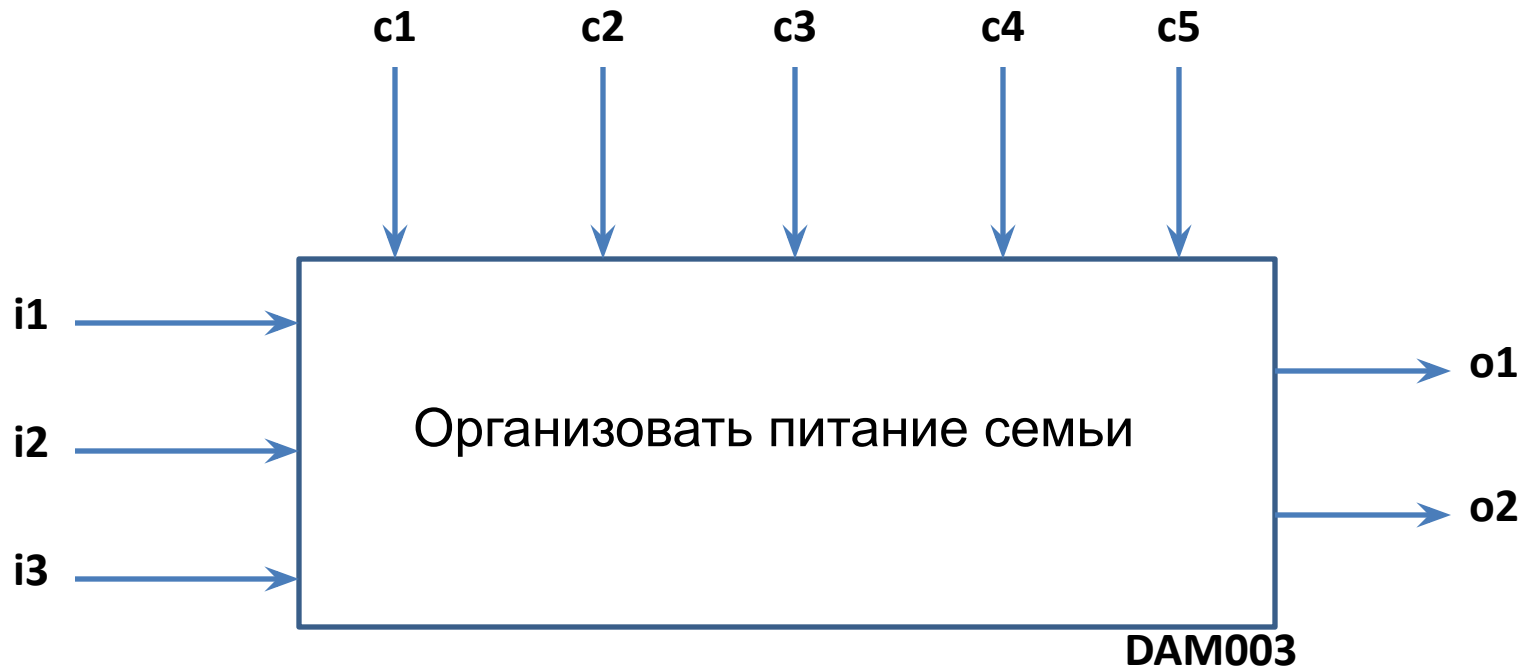 c1 c2 c3 c4 c5
i1
o1
Организовать питание семьи
i2
o2
i3
DAM003